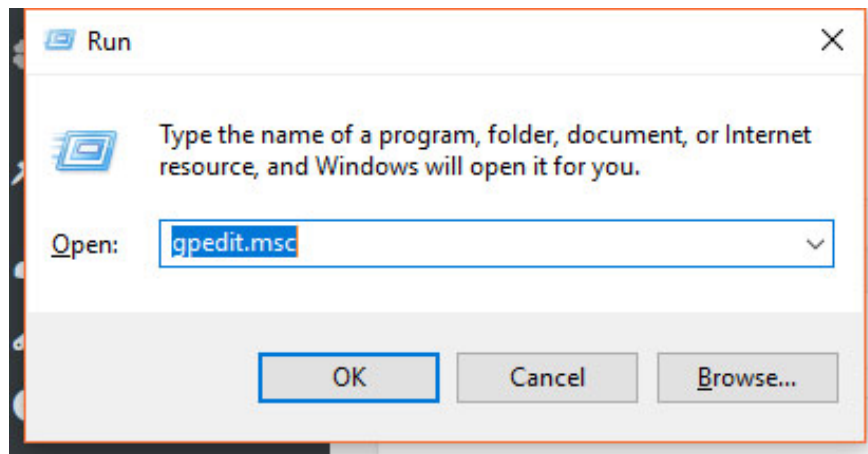 Run
Type the name of a program, folder, document, or Internet
resource, and Windows will open it for you.
Open: gpedit.msc
OK Cancel Browse...